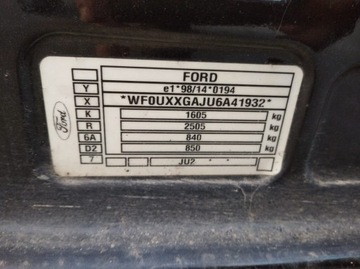 FORD
Y e1*98/14*0194
X *WF0UXXGAJU6A41932*
K 1605 kg
R 2505 kg
6A 840 kg
D2 850 kg
7 JU2
Ford